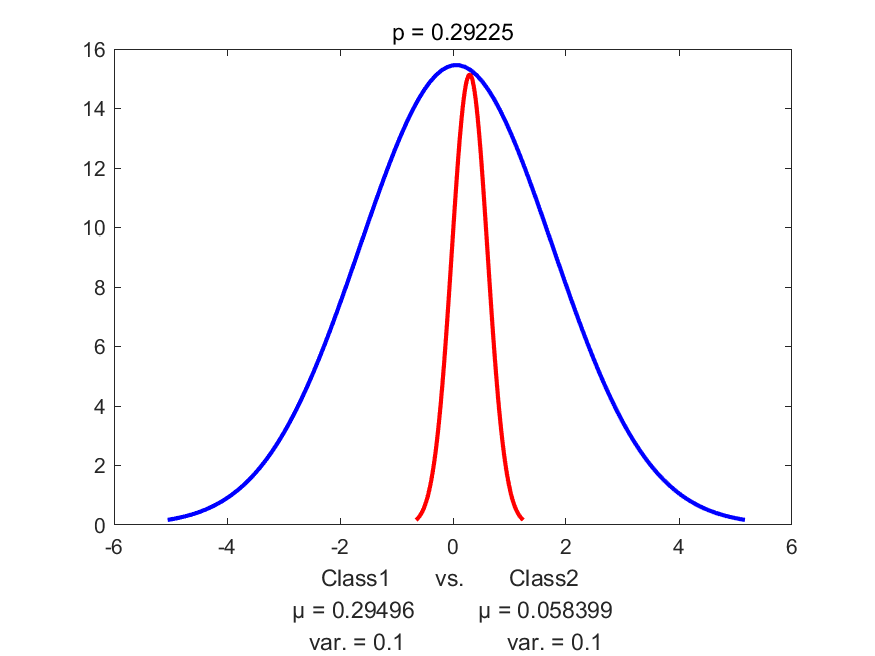 p = 0.29225
16
14
12
10
8
6
4
2
0
-6 -4 -2 0 2 4 6
Class1 vs. Class2
μ = 0.29496 μ = 0.058399
var. = 0.1 var. = 0.1